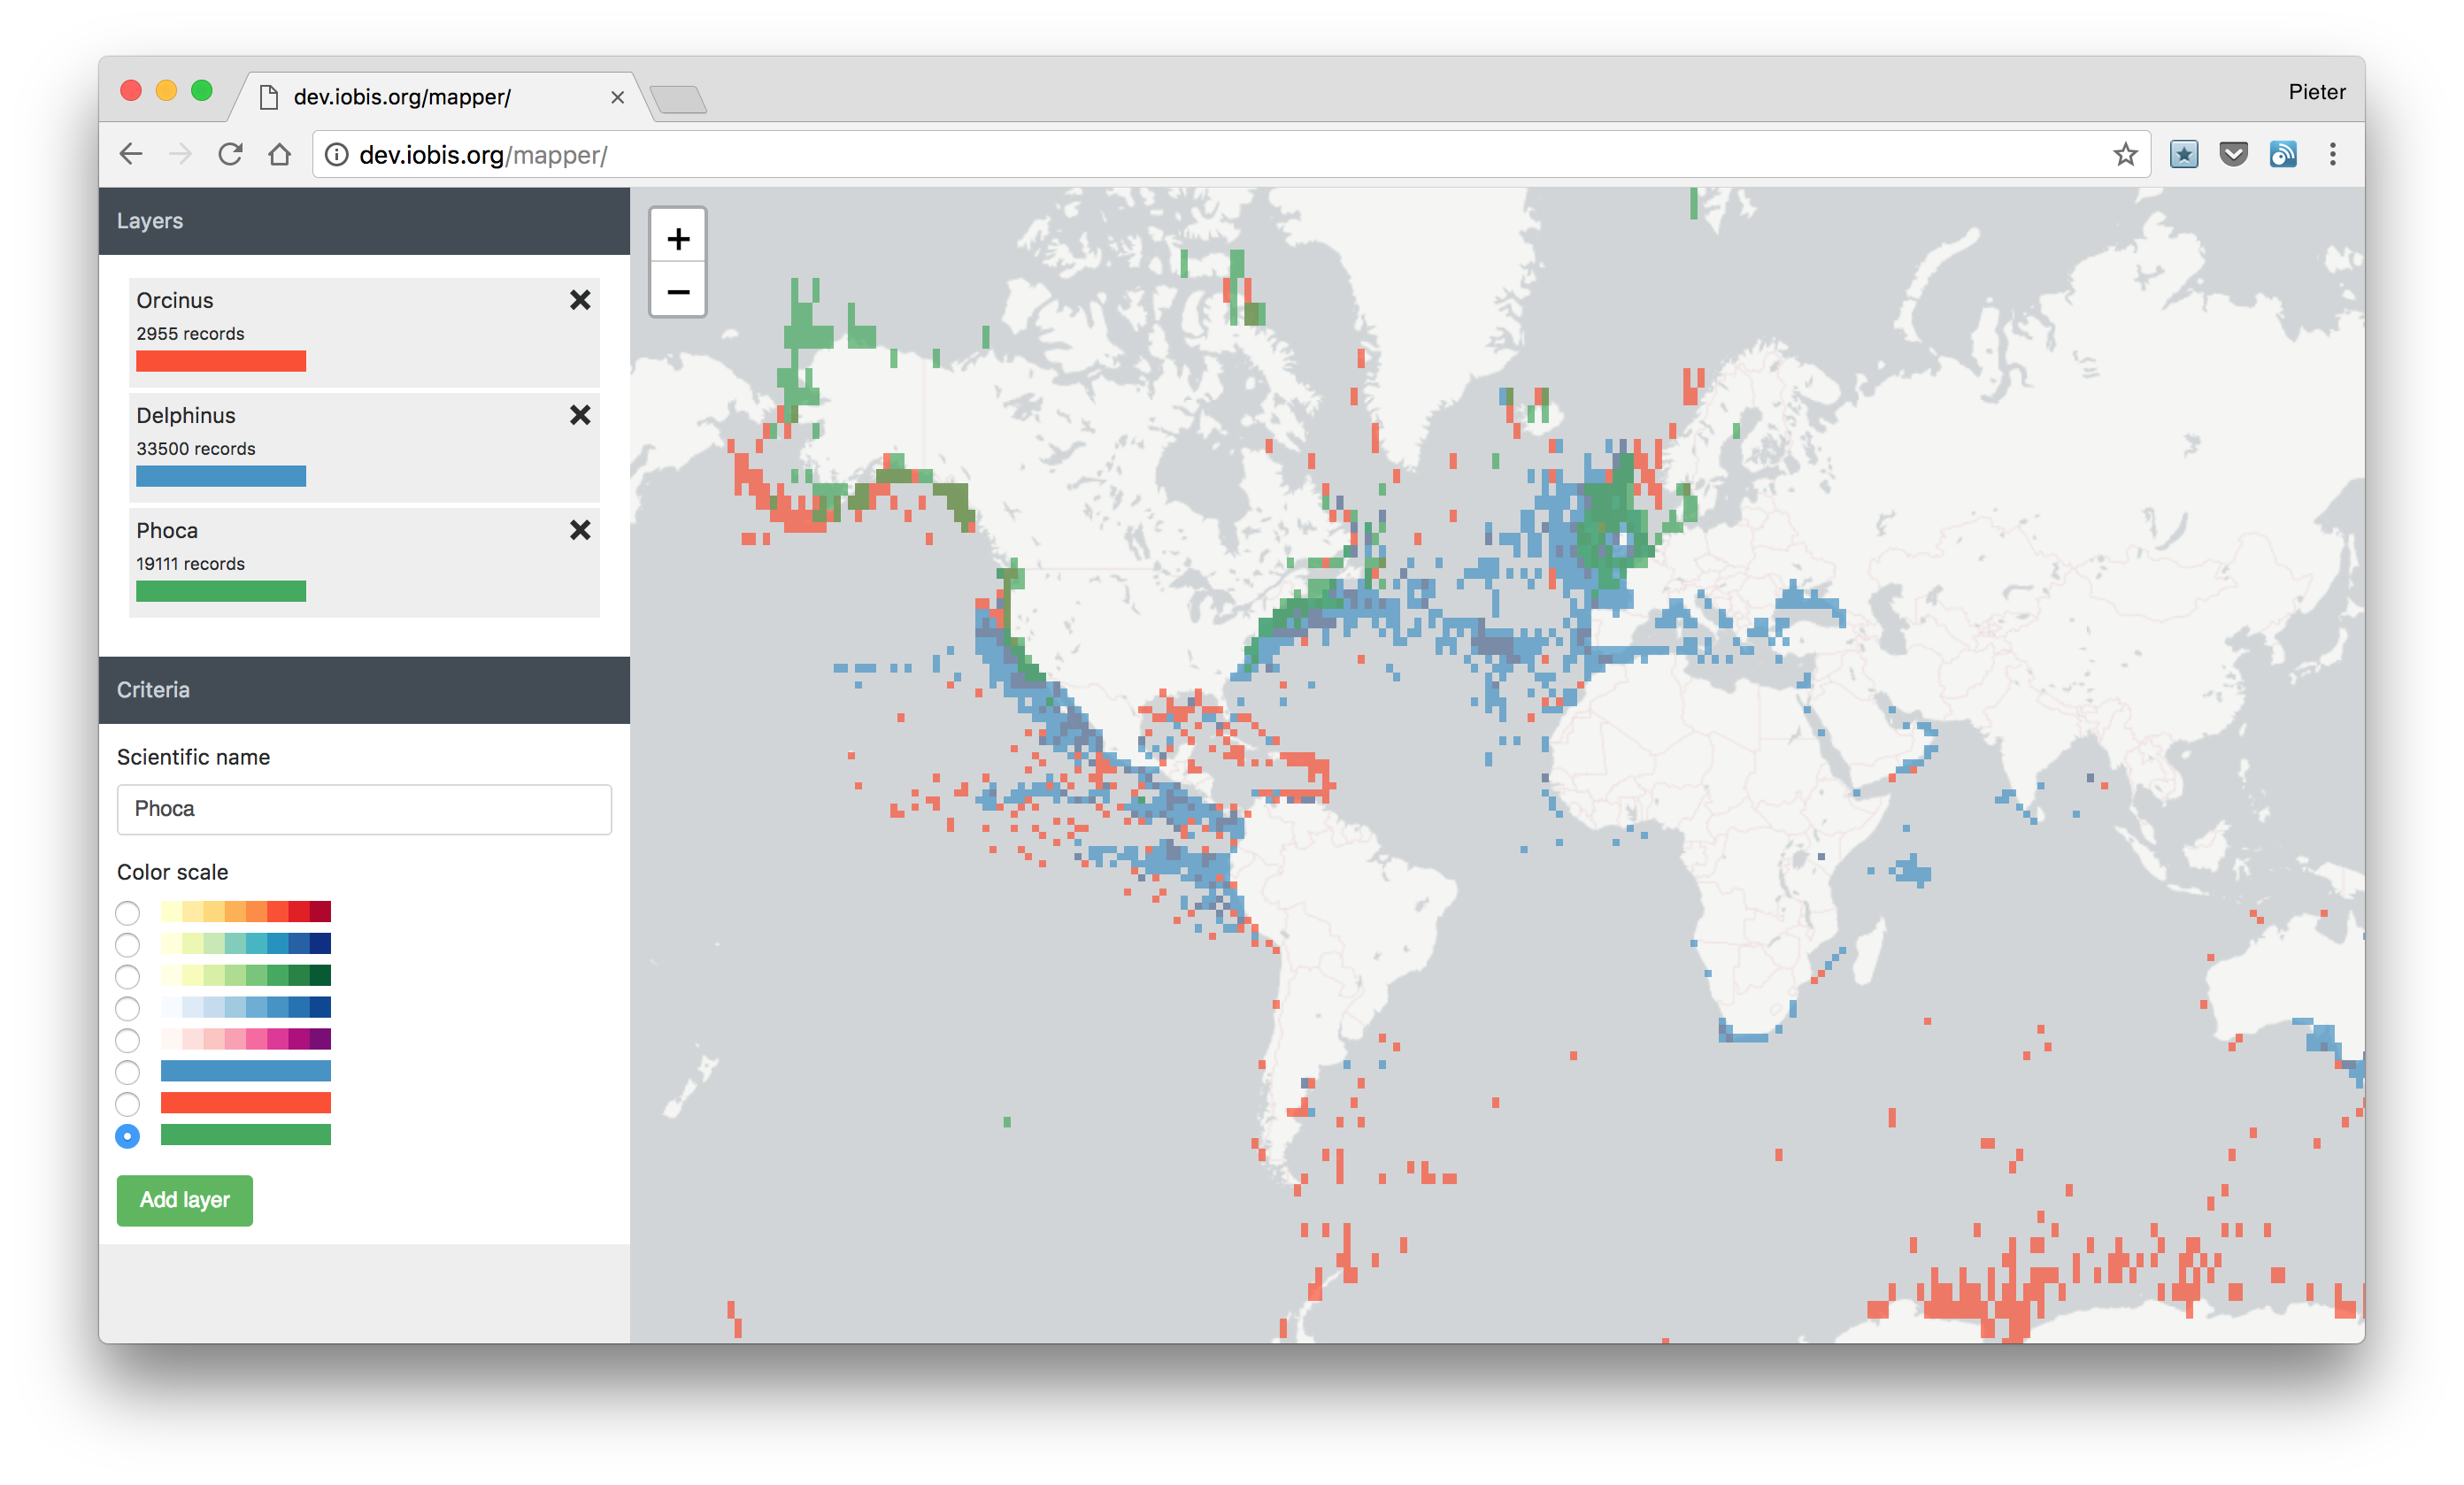 dev.iobis.org/mapper/
Pieter
dev.iobis.org/mapper/
Layers
Orcinus
2955 records
Delphinus
33500 records
Phoca
19111 records
Criteria
Scientific name
Phoca
Color scale
Add layer
+
−